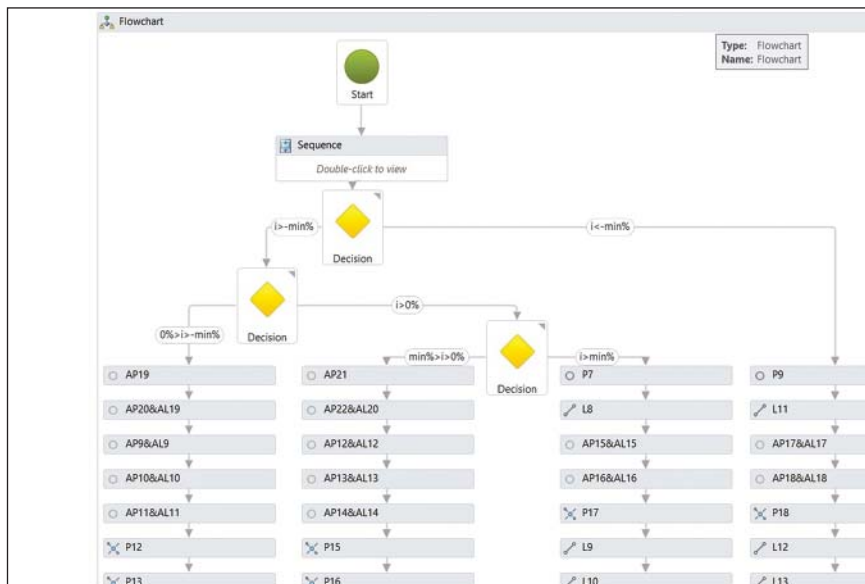 Flowchart
Type: Flowchart
Name: Flowchart
Start
Sequence
Double-click to view
i>-min%
i<-min%
Decision
i>0%
0%>i>-min%
Decision
min%>i>0%
i>min%
Decision
AP19
AP21
P7
P9
AP20&AL19
AP22&AL20
L8
L11
AP9&AL9
AP12&AL12
AP15&AL15
AP17&AL17
AP10&AL10
AP13&AL13
AP16&AL16
AP18&AL18
AP11&AL11
AP14&AL14
P17
P18
P12
P15
L9
L12
P13
P16
L10
L13